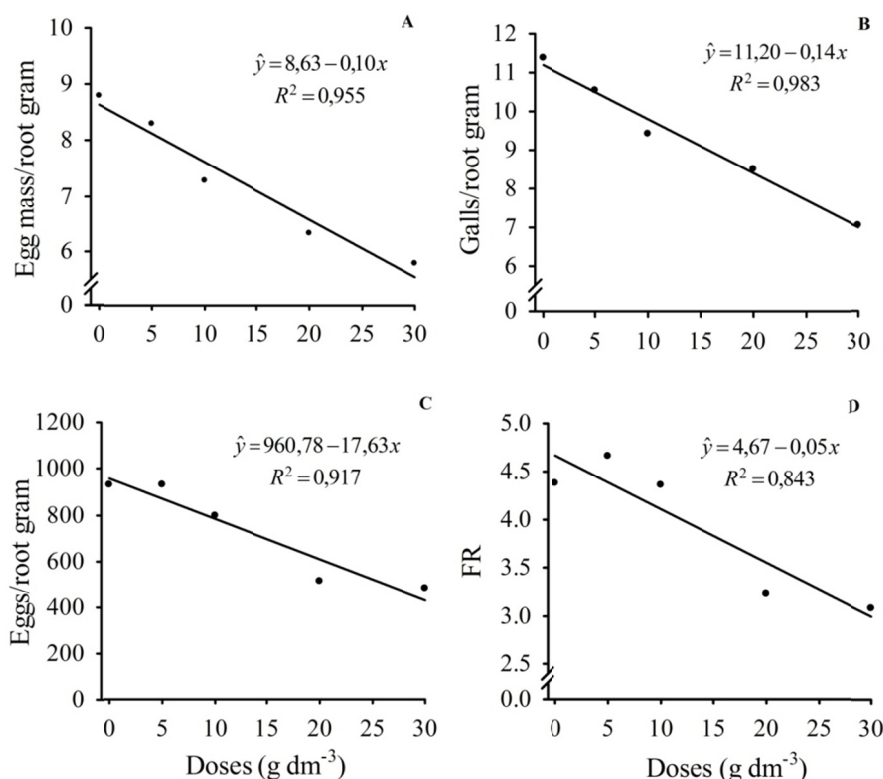 A
ŷ = 8,63 – 0,10x
R² = 0,955
Egg mass/root gram
10
9
8
7
6
0
0 5 10 15 20 25 30
B
ŷ = 11,20 – 0,14x
R² = 0,983
Galls/root gram
12
11
10
9
8
7
6
0
0 5 10 15 20 25 30
C
ŷ = 960,78 – 17,63x
R² = 0,917
Eggs/root gram
1200
1000
800
600
400
200
0
0 5 10 15 20 25 30
Doses (g dm⁻³)
D
ŷ = 4,67 – 0,05x
R² = 0,843
FR
5.0
4.5
4.0
3.5
3.0
2.5
0.0
0 5 10 15 20 25 30
Doses (g dm⁻³)